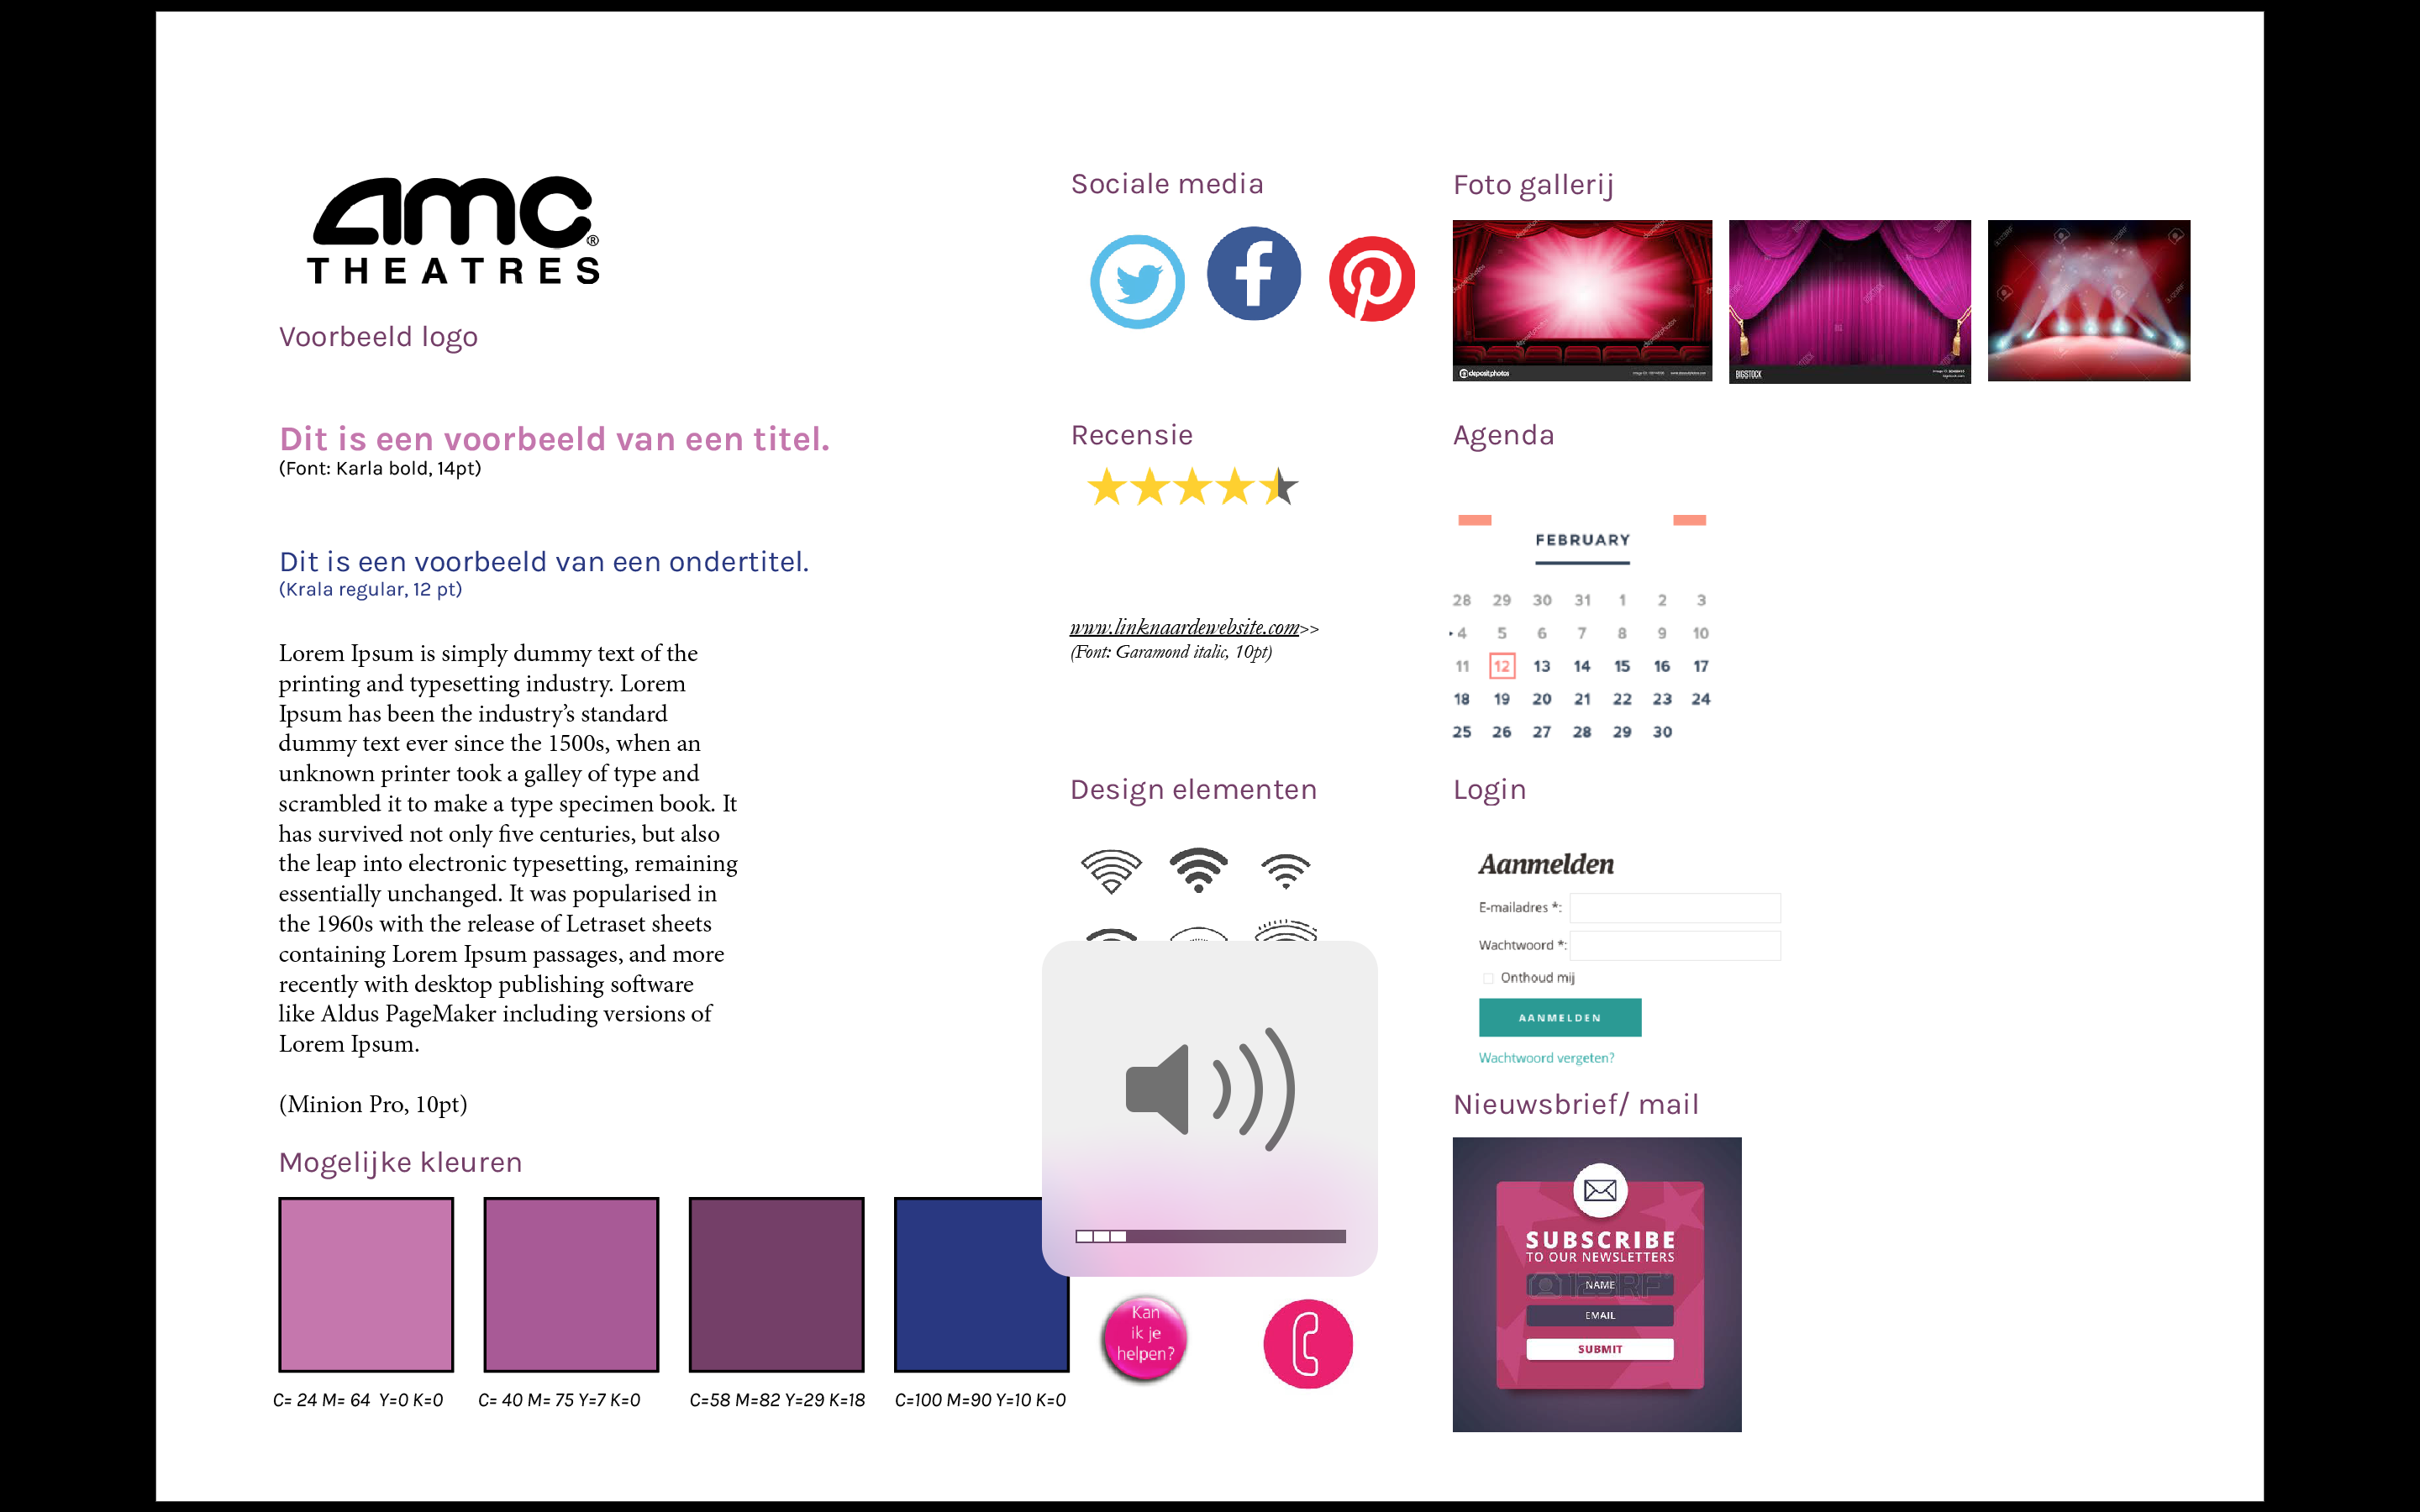 amc®
THEATRES
Voorbeeld logo
Dit is een voorbeeld van een titel.
(Font: Karla bold, 14pt)
Dit is een voorbeeld van een ondertitel.
(Krala regular, 12 pt)
Lorem Ipsum is simply dummy text of the
printing and typesetting industry. Lorem
Ipsum has been the industry’s standard
dummy text ever since the 1500s, when an
unknown printer took a galley of type and
scrambled it to make a type specimen book. It
has survived not only five centuries, but also
the leap into electronic typesetting, remaining
essentially unchanged. It was popularised in
the 1960s with the release of Letraset sheets
containing Lorem Ipsum passages, and more
recently with desktop publishing software
like Aldus PageMaker including versions of
Lorem Ipsum.
(Minion Pro, 10pt)
Mogelijke kleuren
C= 24 M= 64 Y=0 K=0
C= 40 M= 75 Y=7 K=0
C=58 M=82 Y=29 K=18
C=100 M=90 Y=10 K=0
Sociale media
Recensie
www.linknaardewebsite.com>>
(Font: Garamond italic, 10pt)
Design elementen
Kan
ik je
helpen?
Foto gallerij
depositphotos
BIGSTOCK
Agenda
FEBRUARY
28 29 30 31 1 2 3
4 5 6 7 8 9 10
11 12 13 14 15 16 17
18 19 20 21 22 23 24
25 26 27 28 29 30
Login
Aanmelden
E-mailadres *:
Wachtwoord *:
Onthoud mij
AANMELDEN
Wachtwoord vergeten?
Nieuwsbrief/ mail
SUBSCRIBE
TO OUR NEWSLETTERS
NAME
123RF
EMAIL
SUBMIT